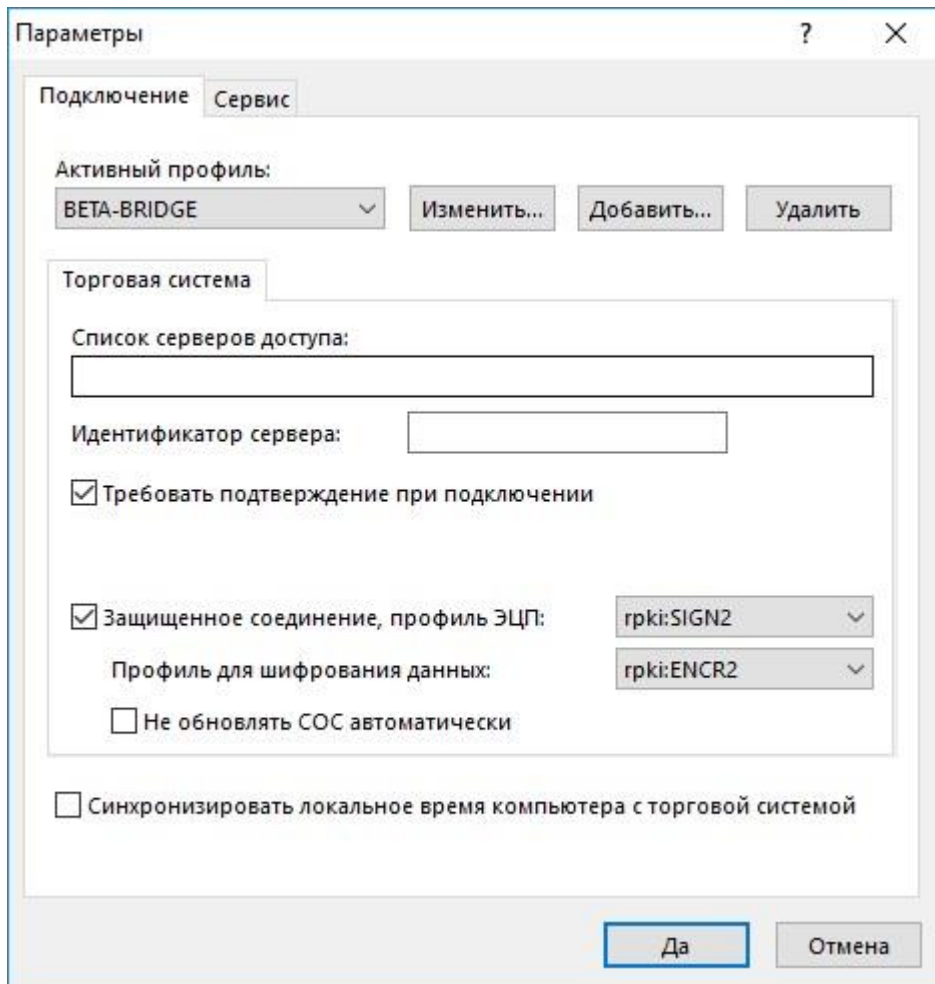 Параметры ?
Подключение Сервис
Активный профиль:
BETA-BRIDGE Изменить... Добавить... Удалить
Торговая система
Список серверов доступа:
Идентификатор сервера:
Требовать подтверждение при подключении
Защищенное соединение, профиль ЭЦП: rpki:SIGN2
Профиль для шифрования данных: rpki:ENCR2
Не обновлять СОС автоматически
Синхронизировать локальное время компьютера с торговой системой
Да Отмена